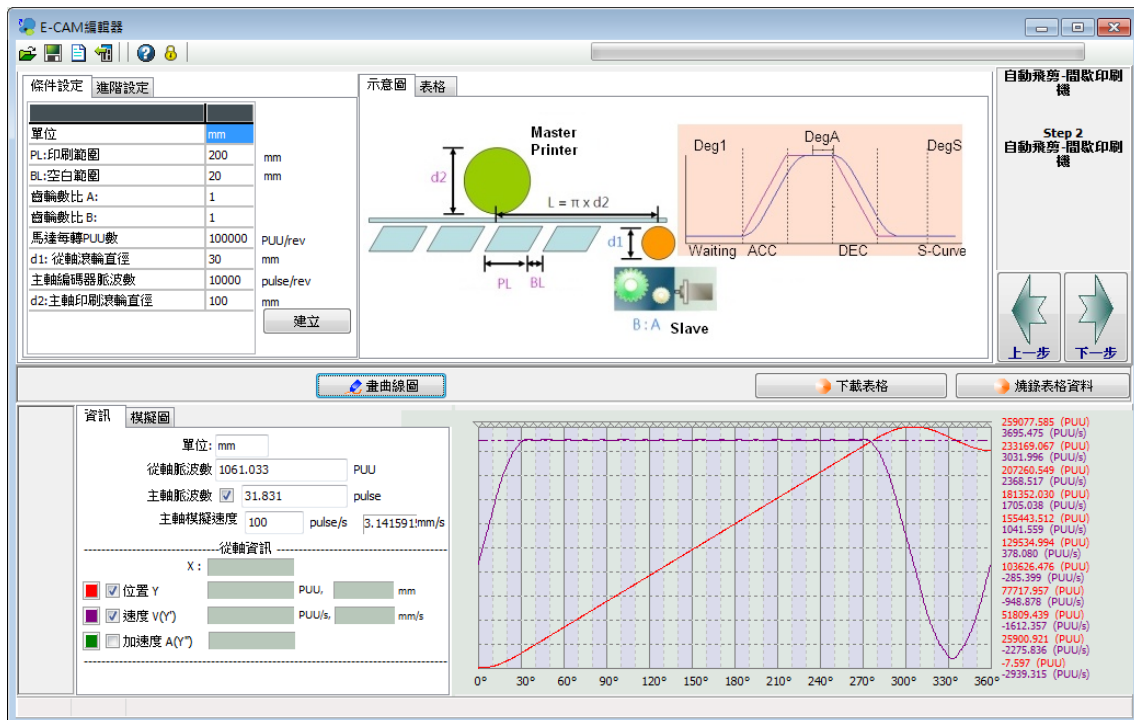 E-CAM編輯器
條件設定 進階設定
單位 mm
PL:印刷範圍 200 mm
BL:空白範圍 20 mm
齒輪數比 A: 1
齒輪數比 B: 1
馬達每轉PUU數 100000 PUU/rev
d1: 從軸滾輪直徑 30 mm
主軸編碼器脈波數 10000 pulse/rev
d2:主軸印刷滾輪直徑 100 mm
建立
示意圖 表格
Master
Printer
d2
L = π x d2
d1
PL BL
B : A Slave
Deg1 DegA DegS
Waiting ACC DEC S-Curve
自動飛剪-間歇印刷
機
Step 2
自動飛剪-間歇印刷
機
上一步 下一步
畫曲線圖 下載表格 燒錄表格資料
資訊 模擬圖
單位: mm
從軸脈波數 1061.033 PUU
主軸脈波數 31.831 pulse
主軸模擬速度 100 pulse/s 3.141591!mm/s
從軸資訊
X :
位置 Y PUU, mm
速度 V(Y') PUU/s, mm/s
加速度 A(Y")
259077.585 (PUU)
3695.475 (PUU/s)
233169.067 (PUU)
3031.996 (PUU/s)
207260.549 (PUU)
2368.517 (PUU/s)
181352.030 (PUU)
1705.038 (PUU/s)
155443.512 (PUU)
1041.559 (PUU/s)
129534.994 (PUU)
378.080 (PUU/s)
103626.476 (PUU)
-285.399 (PUU/s)
77717.957 (PUU)
-948.878 (PUU/s)
51809.439 (PUU)
-1612.357 (PUU/s)
25900.921 (PUU)
-2275.836 (PUU/s)
-7.597 (PUU)
-2939.315 (PUU/s)
0° 30° 60° 90° 120° 150° 180° 210° 240° 270° 300° 330° 360°